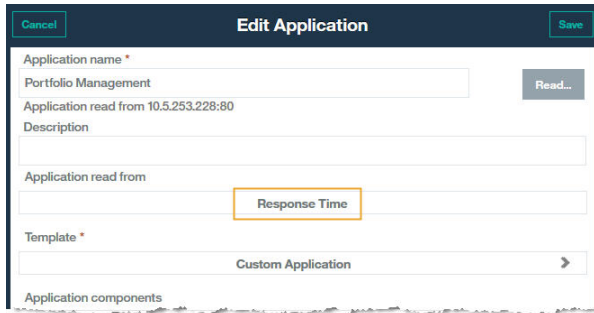 Cancel Edit Application Save
Application name *
Portfolio Management Read...
Application read from 10.5.253.228:80
Description
Application read from
Response Time
Template *
Custom Application
Application components